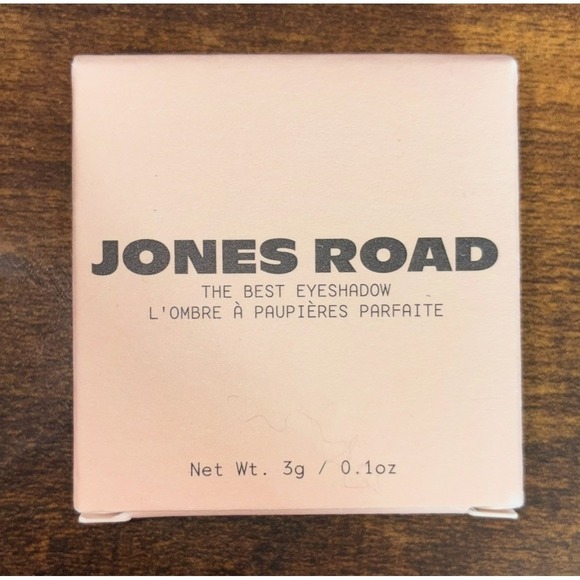 JONES ROAD
THE BEST EYESHADOW
L'OMBRE À PAUPIÈRES PARFAITE
Net Wt. 3g / 0.1oz